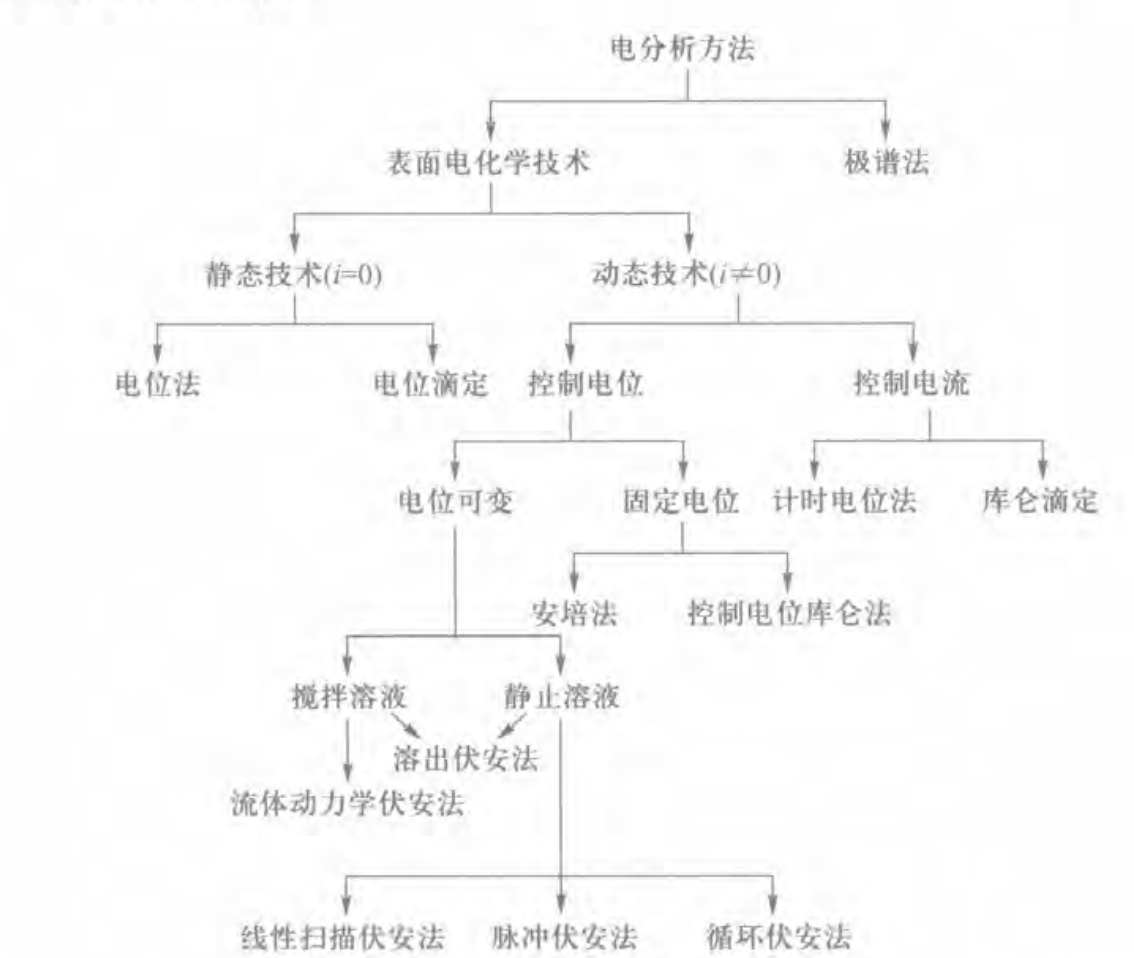 电分析方法
表面电化学技术 极谱法
静态技术(i=0) 动态技术(i≠0)
电位法 电位滴定 控制电位 控制电流
电位可变 固定电位 计时电位法 库仑滴定
安培法 控制电位库仑法
搅拌溶液 静止溶液
溶出伏安法
流体动力学伏安法
线性扫描伏安法 脉冲伏安法 循环伏安法